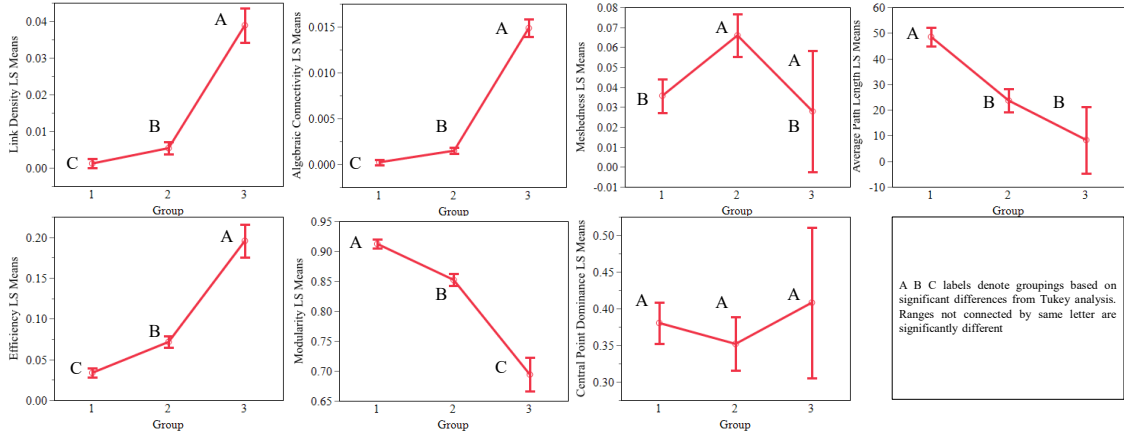 Link Density LS Means
0.04
0.03
0.02
0.01
0.00
A
B
C
1 2 3
Group
Algebraic Connectivity LS Means
0.015
0.010
0.005
0.000
A
B
C
1 2 3
Group
Meshedness LS Means
0.08
0.07
0.06
0.05
0.04
0.03
0.02
0.01
0.00
-0.01
A
A
B
B
1 2 3
Group
Average Path Length LS Means
60
50
40
30
20
10
0
-10
A
B B
1 2 3
Group
Efficiency LS Means
0.20
0.15
0.10
0.05
0.00
A
B
C
1 2 3
Group
Modularity LS Means
0.95
0.90
0.85
0.80
0.75
0.70
0.65
A
B
C
1 2 3
Group
Central Point Dominance LS Means
0.50
0.45
0.40
0.35
0.30
A A A
1 2 3
Group
A B C labels denote groupings based on
significant differences from Tukey analysis.
Ranges not connected by same letter are
significantly different